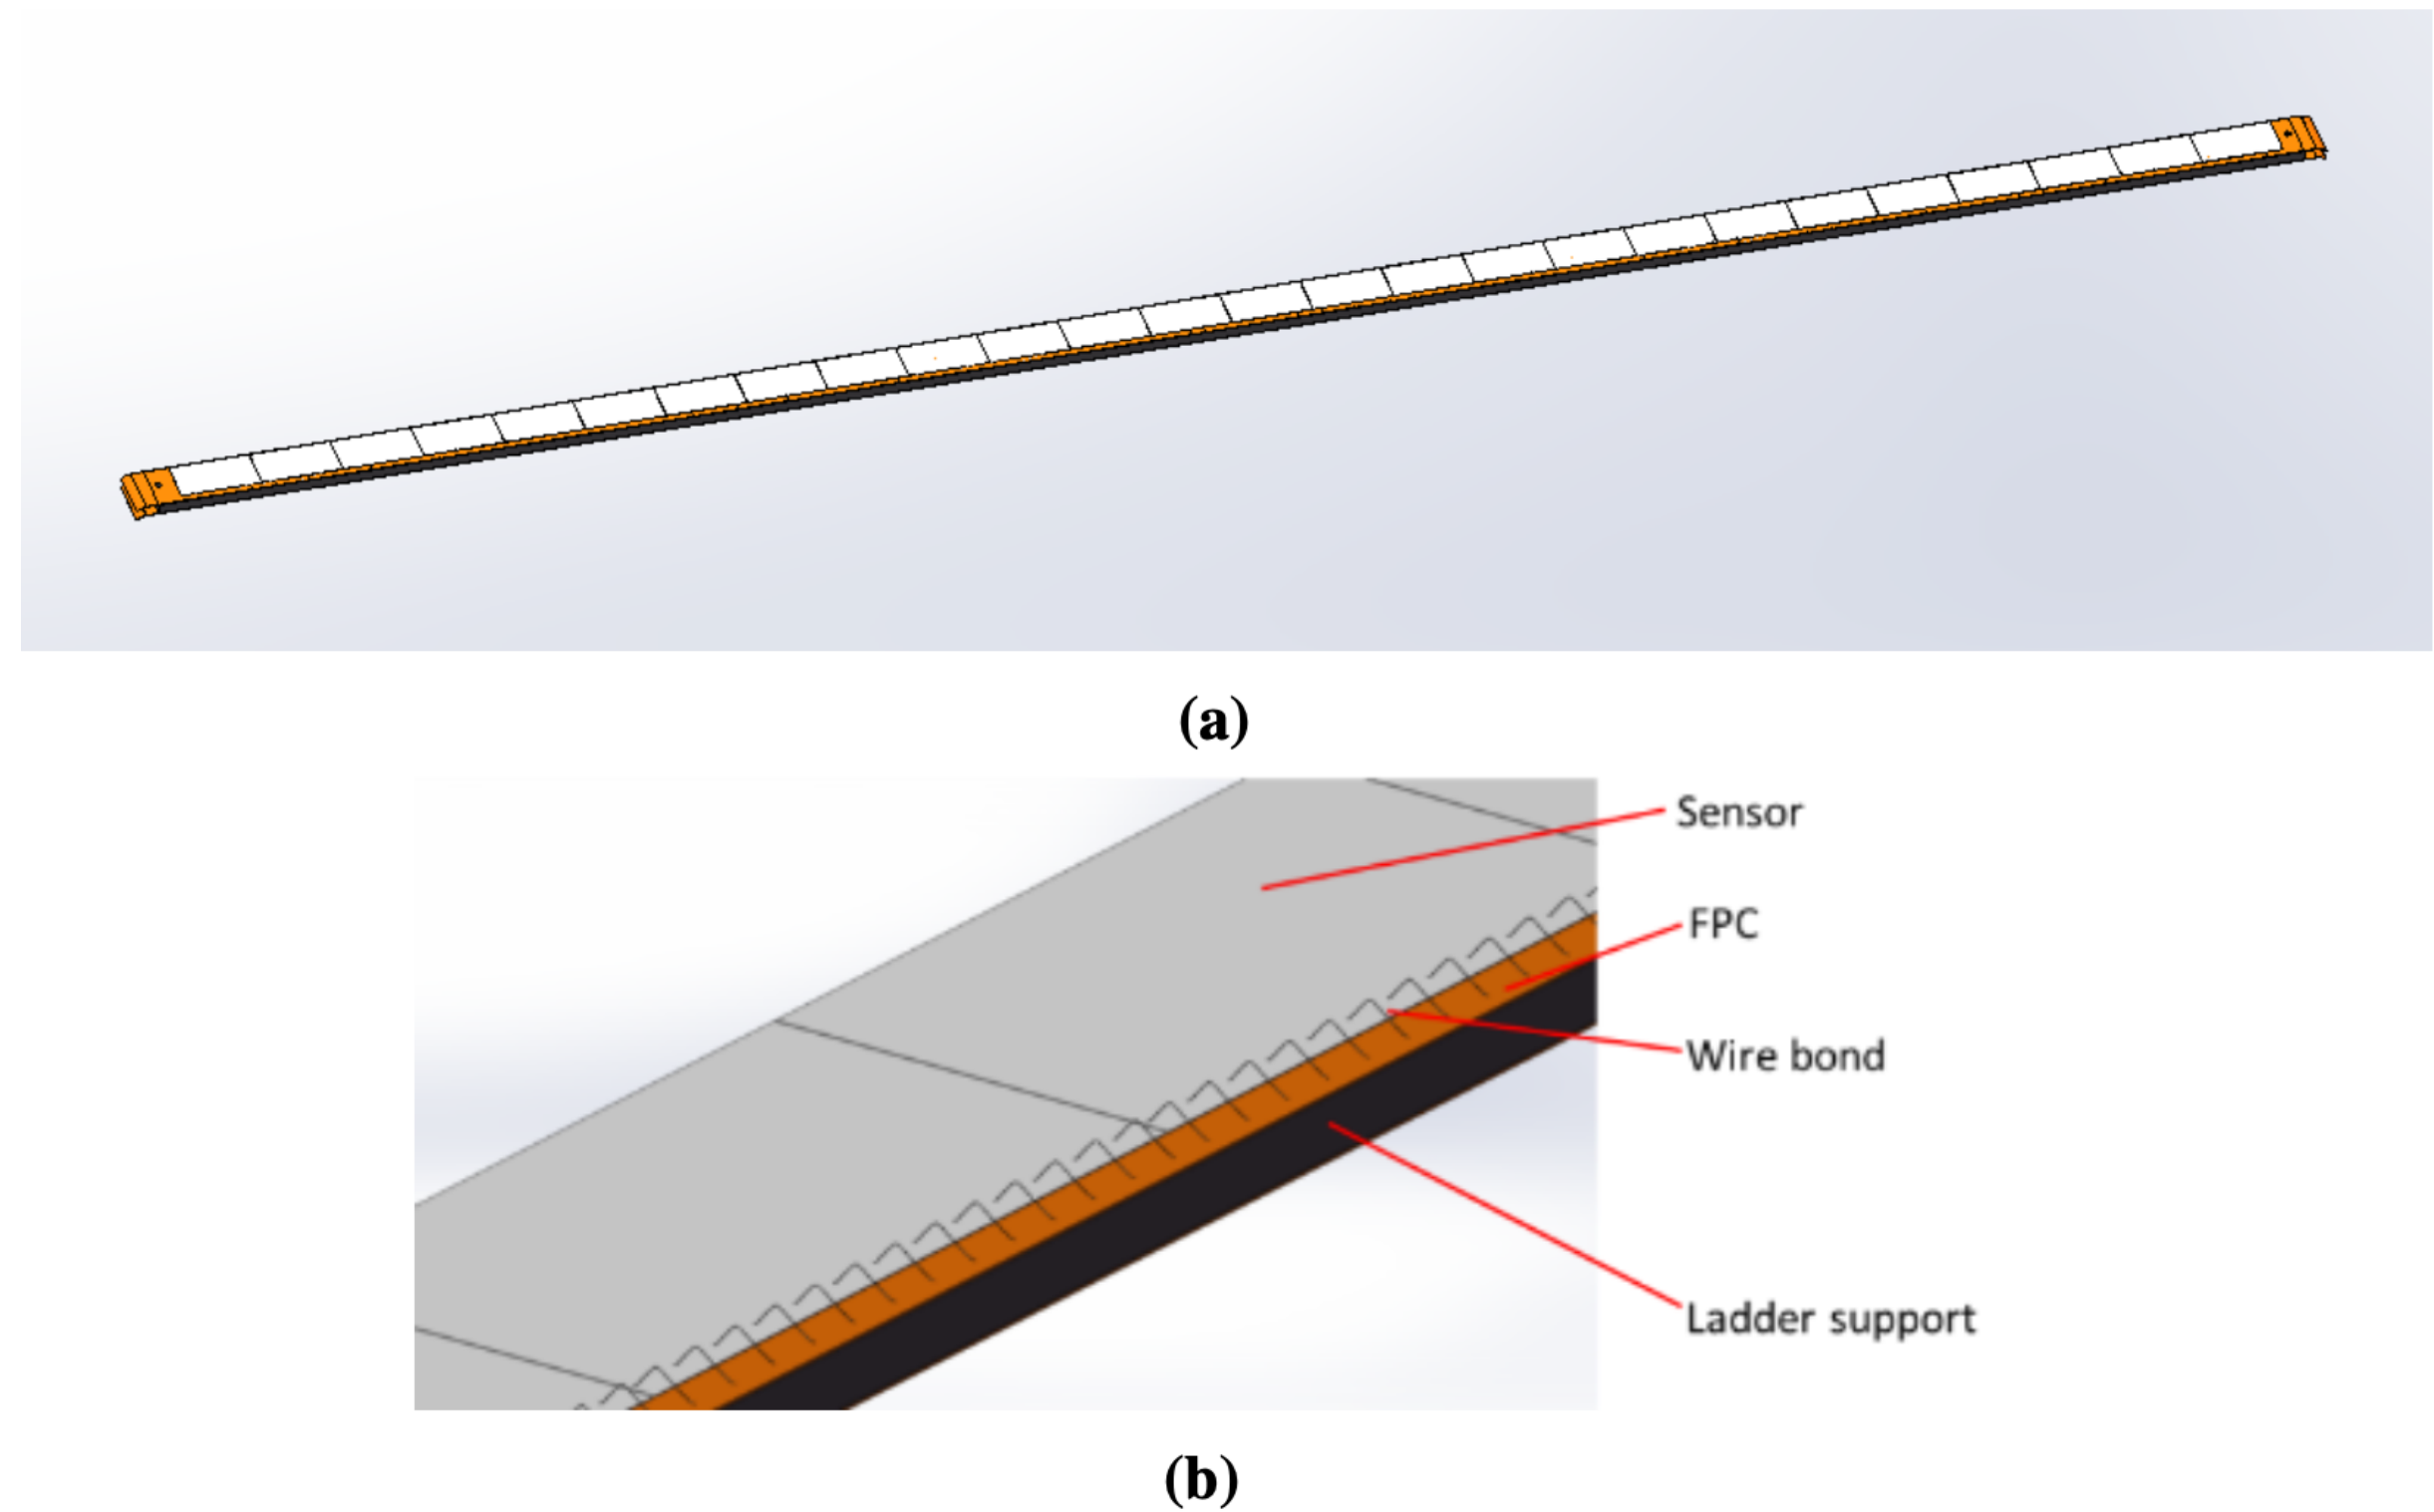 (a)
Sensor
FPC
Wire bond
Ladder support
(b)